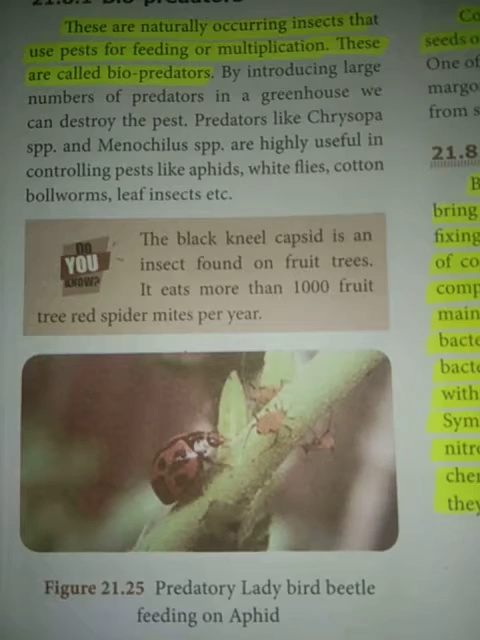 These are naturally occurring insects that
use pests for feeding or multiplication. These
are called bio-predators. By introducing large
numbers of predators in a greenhouse we
can destroy the pest. Predators like Chrysopa
spp. and Menochilus spp. are highly useful in
controlling pests like aphids, white flies, cotton
bollworms, leaf insects etc.
DO
YOU
KNOW?
The black kneel capsid is an
insect found on fruit trees.
It eats more than 1000 fruit
tree red spider mites per year.
Figure 21.25 Predatory Lady bird beetle
feeding on Aphid
Co
seeds o
One of
margo
from s
21.8
B
bring
fixing
of co
comp
main
bacte
bacte
with
Sym
nitro
cher
they